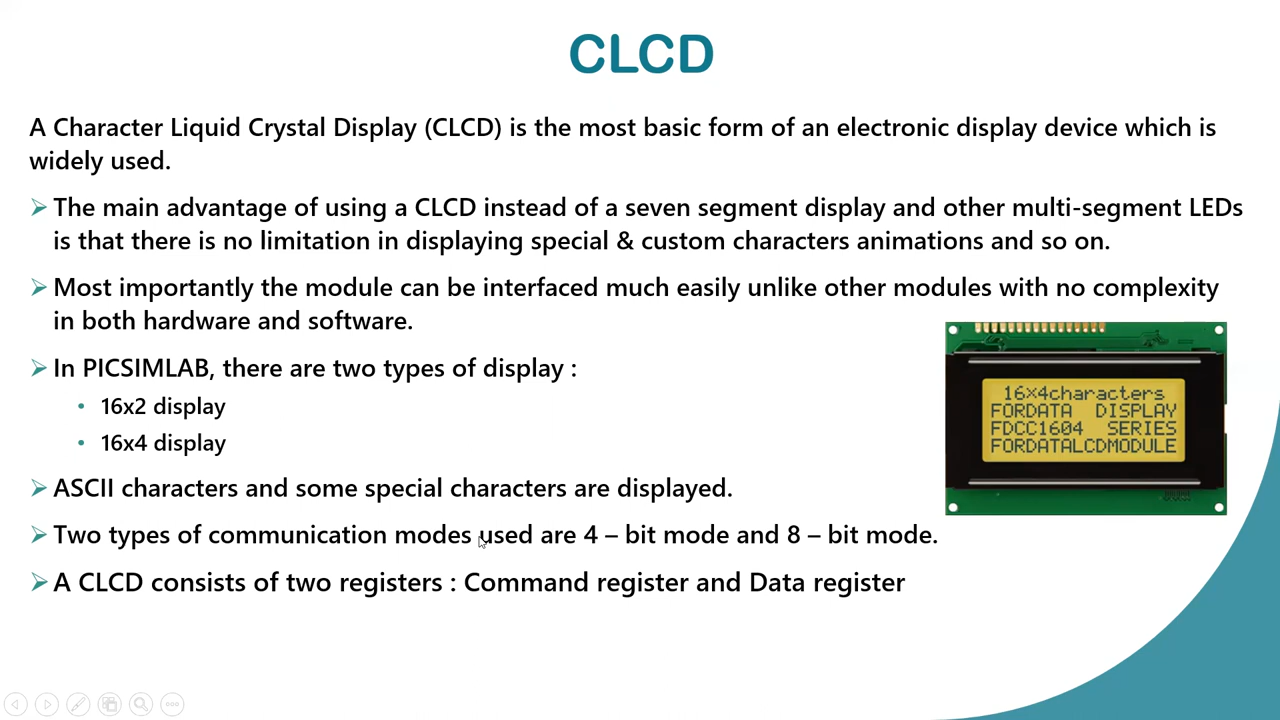 CLCD
A Character Liquid Crystal Display (CLCD) is the most basic form of an electronic display device which is
widely used.
The main advantage of using a CLCD instead of a seven segment display and other multi-segment LEDs
is that there is no limitation in displaying special & custom characters animations and so on.
Most importantly the module can be interfaced much easily unlike other modules with no complexity
in both hardware and software.
In PICSIMLAB, there are two types of display :
• 16x2 display
• 16x4 display
16×4characters
FORDATA DISPLAY
FDCC1604 SERIES
FORDATALCDMODULE
ASCII characters and some special characters are displayed.
Two types of communication modes used are 4 – bit mode and 8 – bit mode.
A CLCD consists of two registers : Command register and Data register